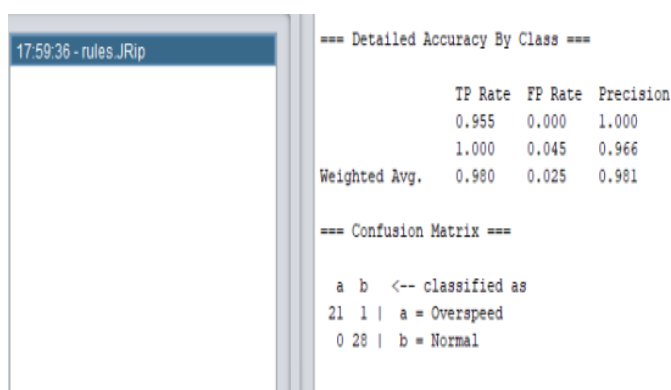 17:59:36 - rules.JRip
=== Detailed Accuracy By Class ===
TP Rate FP Rate Precision
0.955 0.000 1.000
1.000 0.045 0.966
Weighted Avg. 0.980 0.025 0.981
=== Confusion Matrix ===
a b <-- classified as
21 1 | a = Overspeed
0 28 | b = Normal